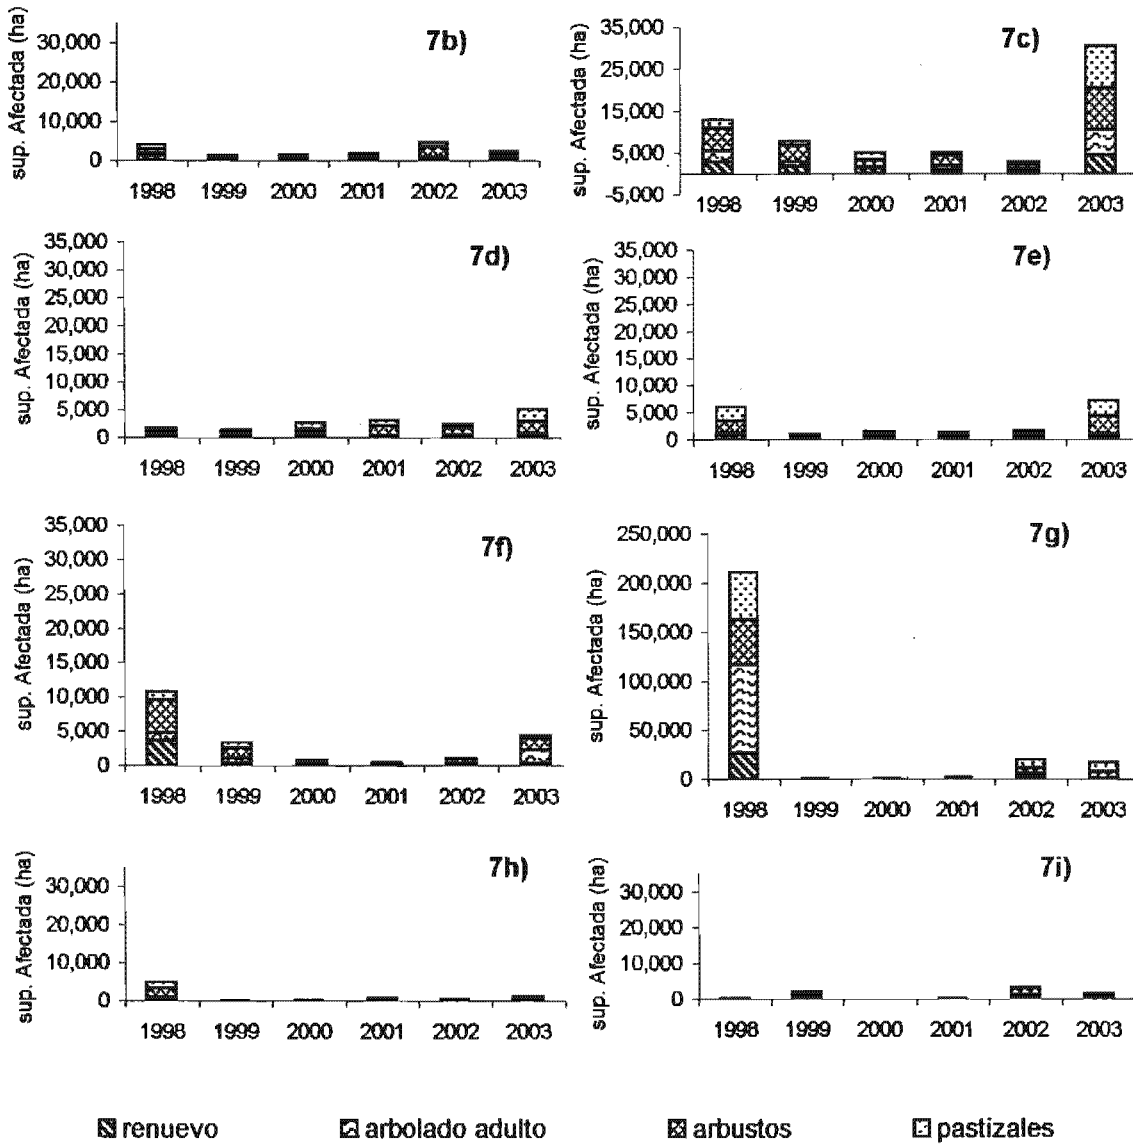 7b)
sup. Afectada (ha)
30,000
20,000
10,000
0
1998 1999 2000 2001 2002 2003
7c)
sup. Afectada (ha)
35,000
25,000
15,000
5,000
-5,000
1998 1999 2000 2001 2002 2003
7d)
sup. Afectada (ha)
35,000
30,000
25,000
20,000
15,000
10,000
5,000
0
1998 1999 2000 2001 2002 2003
7e)
sup. Afectada (ha)
35,000
30,000
25,000
20,000
15,000
10,000
5,000
0
1998 1999 2000 2001 2002 2003
7f)
sup. Afectada (ha)
35,000
30,000
25,000
20,000
15,000
10,000
5,000
0
1998 1999 2000 2001 2002 2003
7g)
sup. Afectada (ha)
250,000
200,000
150,000
100,000
50,000
0
1998 1999 2000 2001 2002 2003
7h)
sup. Afectada (ha)
30,000
20,000
10,000
0
1998 1999 2000 2001 2002 2003
7i)
sup. Afectada (ha)
30,000
20,000
10,000
0
1998 1999 2000 2001 2002 2003
renuevo arbolado adulto arbustos pastizales